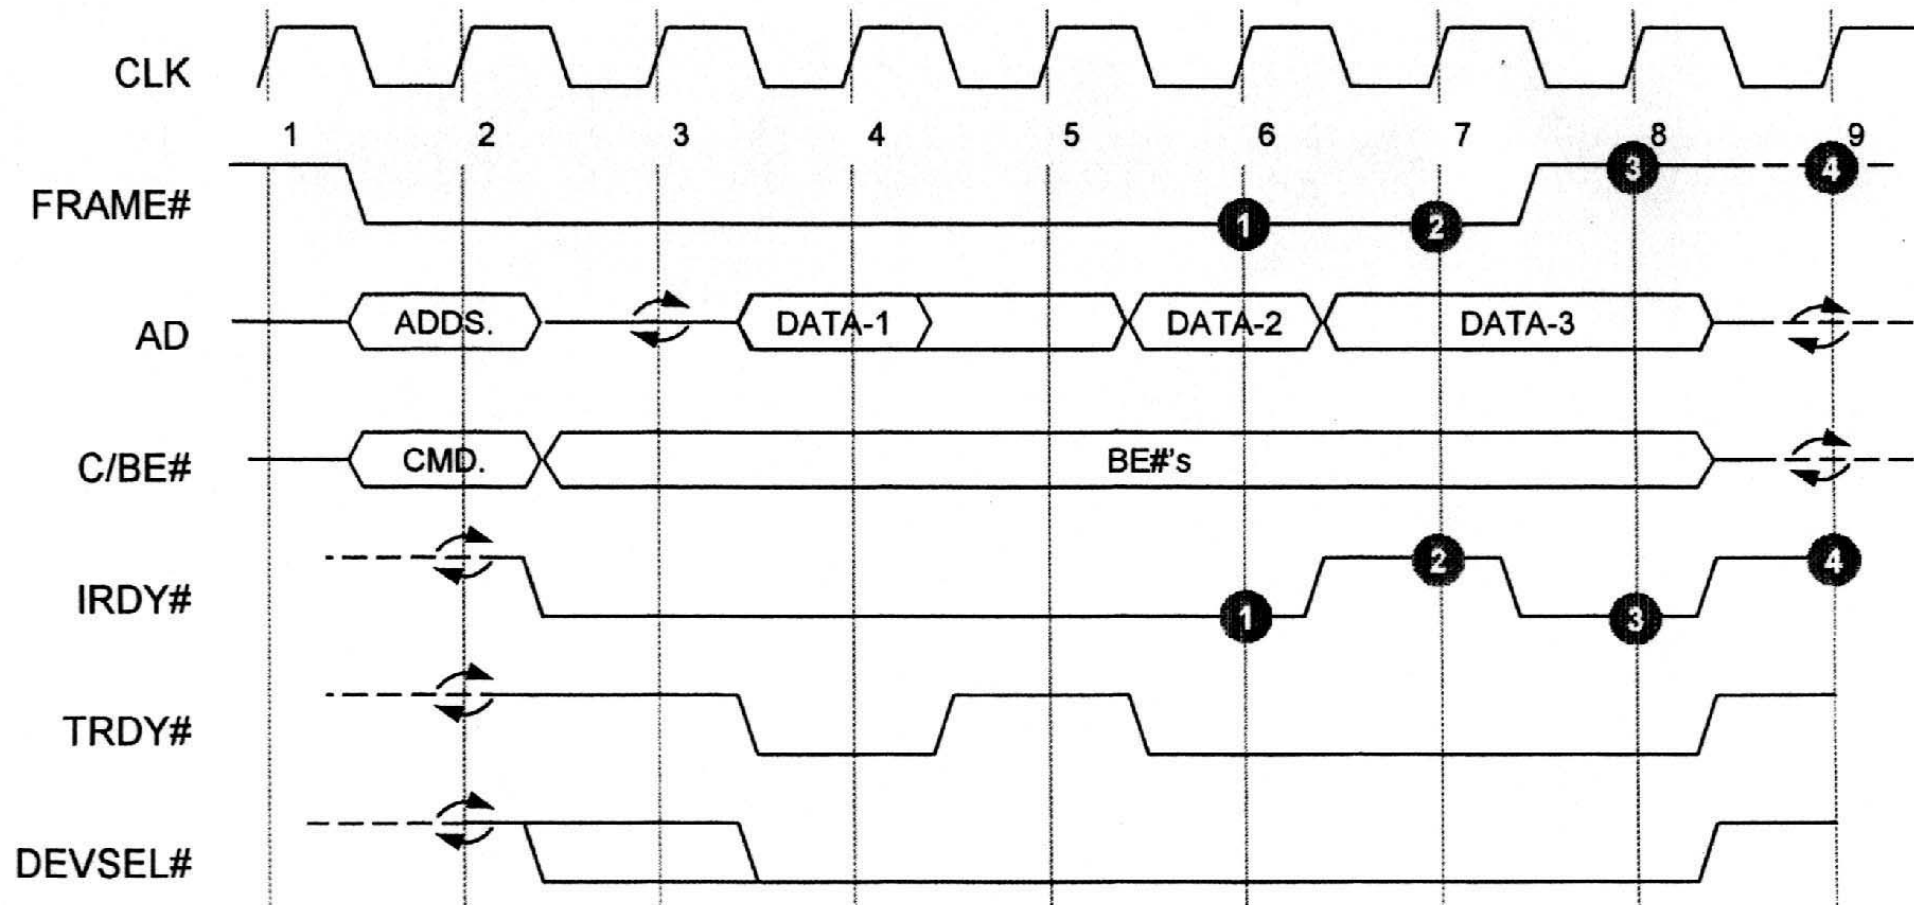 CLK
1 2 3 4 5 6 7 8 9
FRAME# 1 2 3 4
AD ADDS. DATA-1 DATA-2 DATA-3
C/BE# CMD. BE#'s
IRDY# 1 2 3 4
TRDY#
DEVSEL#